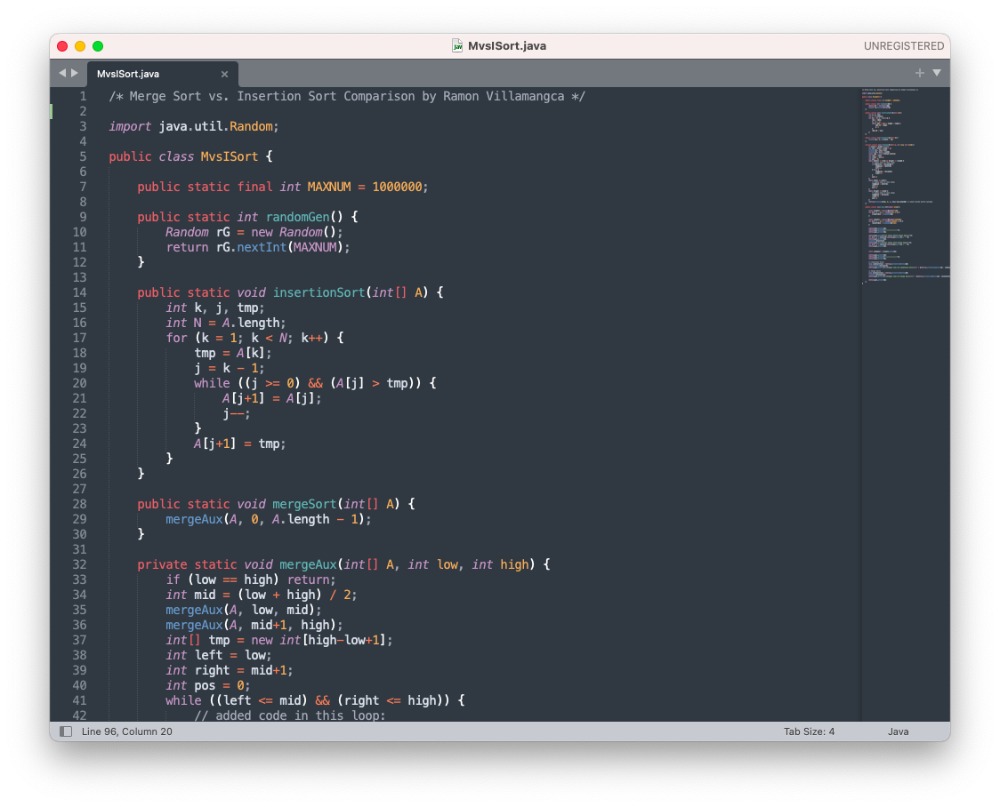 MvsISort.java
UNREGISTERED
MvsISort.java
1 /* Merge Sort vs. Insertion Sort Comparison by Ramon Villamangca */
2
3 import java.util.Random;
4
5 public class MvsISort {
6
7     public static final int MAXNUM = 1000000;
8
9     public static int randomGen() {
10         Random rG = new Random();
11         return rG.nextInt(MAXNUM);
12     }
13
14     public static void insertionSort(int[] A) {
15         int k, j, tmp;
16         int N = A.length;
17         for (k = 1; k < N; k++) {
18             tmp = A[k];
19             j = k - 1;
20             while ((j >= 0) && (A[j] > tmp)) {
21                 A[j+1] = A[j];
22                 j--;
23             }
24             A[j+1] = tmp;
25         }
26     }
27
28     public static void mergeSort(int[] A) {
29         mergeAux(A, 0, A.length - 1);
30     }
31
32     private static void mergeAux(int[] A, int low, int high) {
33         if (low == high) return;
34         int mid = (low + high) / 2;
35         mergeAux(A, low, mid);
36         mergeAux(A, mid+1, high);
37         int[] tmp = new int[high-low+1];
38         int left = low;
39         int right = mid+1;
40         int pos = 0;
41         while ((left <= mid) && (right <= high)) {
42             // added code in this loop:
Line 96, Column 20
Tab Size: 4
Java